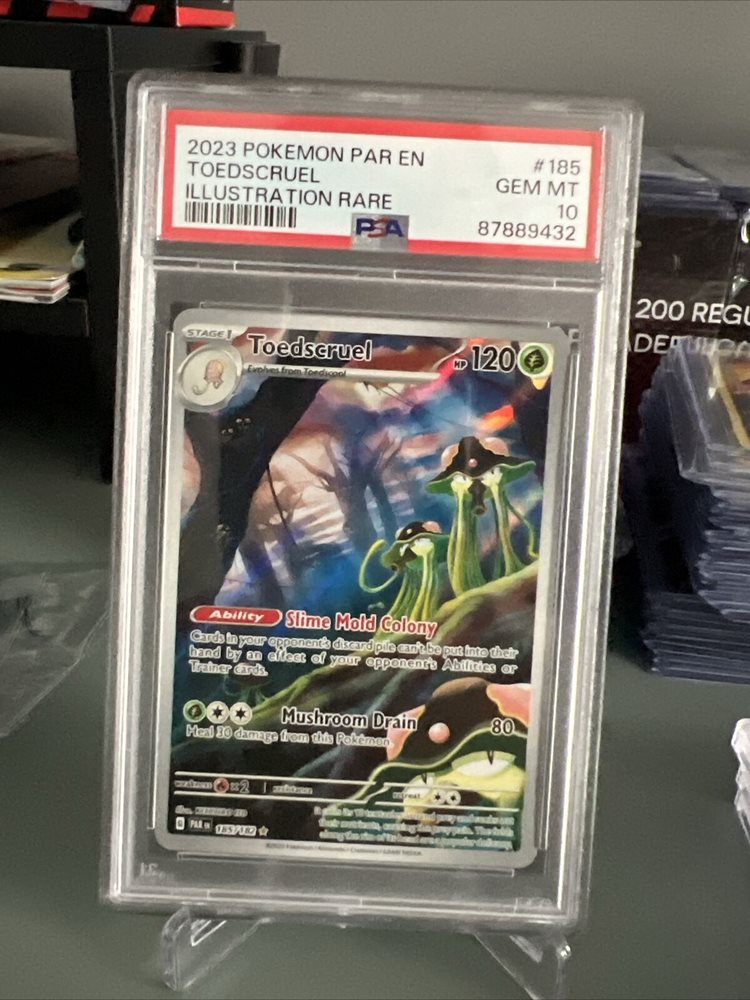 2023 POKEMON PAR EN
#185
TOEDSCRUEL
GEM MT
ILLUSTRATION RARE
10
PSA
87889432
200 REGU
STAGE 1
Toedscruel
HP 120
Evolves from Toedscool
Ability Slime Mold Colony
Cards in your opponent's discard pile can't be put into their
hand by an effect of your opponent's Abilities or
Trainer cards.
Mushroom Drain 80
Heal 30 damage from this Pokémon.
weakness x2 resistance
retreat
PAR EN 185/182